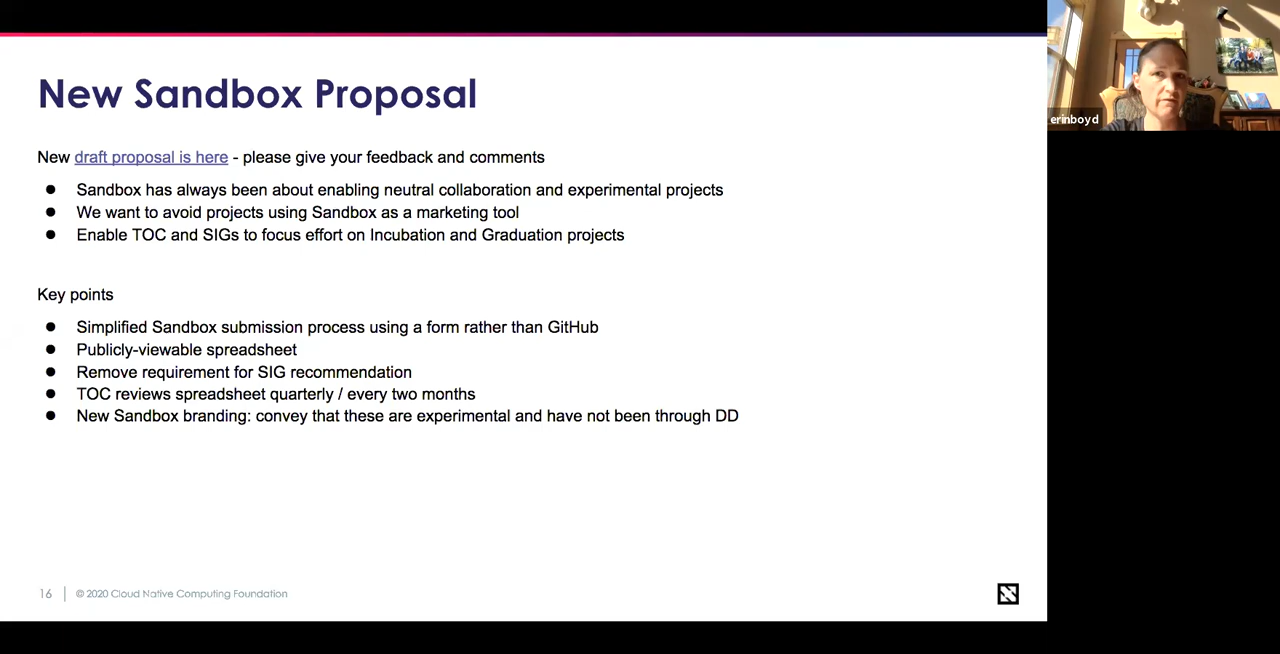 New Sandbox Proposal
New draft proposal is here - please give your feedback and comments
● Sandbox has always been about enabling neutral collaboration and experimental projects
● We want to avoid projects using Sandbox as a marketing tool
● Enable TOC and SIGs to focus effort on Incubation and Graduation projects
Key points
● Simplified Sandbox submission process using a form rather than GitHub
● Publicly-viewable spreadsheet
● Remove requirement for SIG recommendation
● TOC reviews spreadsheet quarterly / every two months
● New Sandbox branding: convey that these are experimental and have not been through DD
16 | © 2020 Cloud Native Computing Foundation
erinboyd